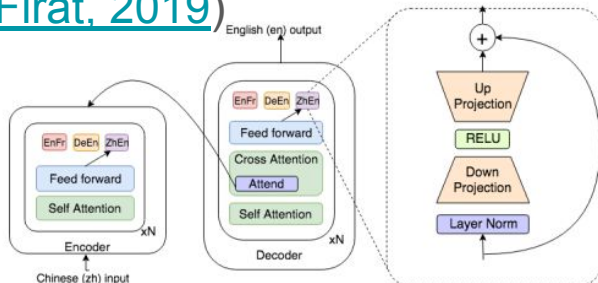 Firat, 2019)
English (en) output
EnFr DeEn ZhEn
Feed forward
Self Attention
xN
Encoder
Chinese (zh) input
EnFr DeEn ZhEn
Feed forward
Cross Attention
Attend
Self Attention
xN
Decoder
+
Up
Projection
RELU
Down
Projection
Layer Norm